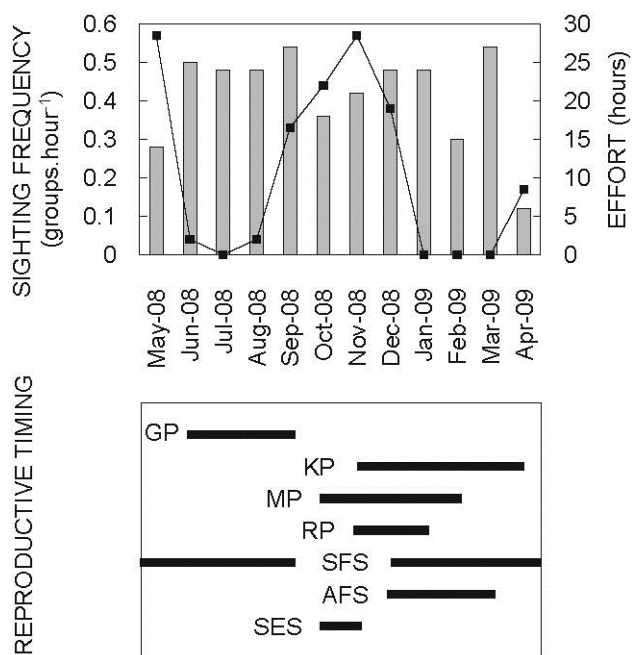 SIGHTING FREQUENCY
(groups.hour⁻¹)
0.6
0.5
0.4
0.3
0.2
0.1
0
30
25
20
15
10
5
0
EFFORT (hours)
May-08
Jun-08
Jul-08
Aug-08
Sep-08
Oct-08
Nov-08
Dec-08
Jan-09
Feb-09
Mar-09
Apr-09
REPRODUCTIVE TIMING
GP
KP
MP
RP
SFS
AFS
SES